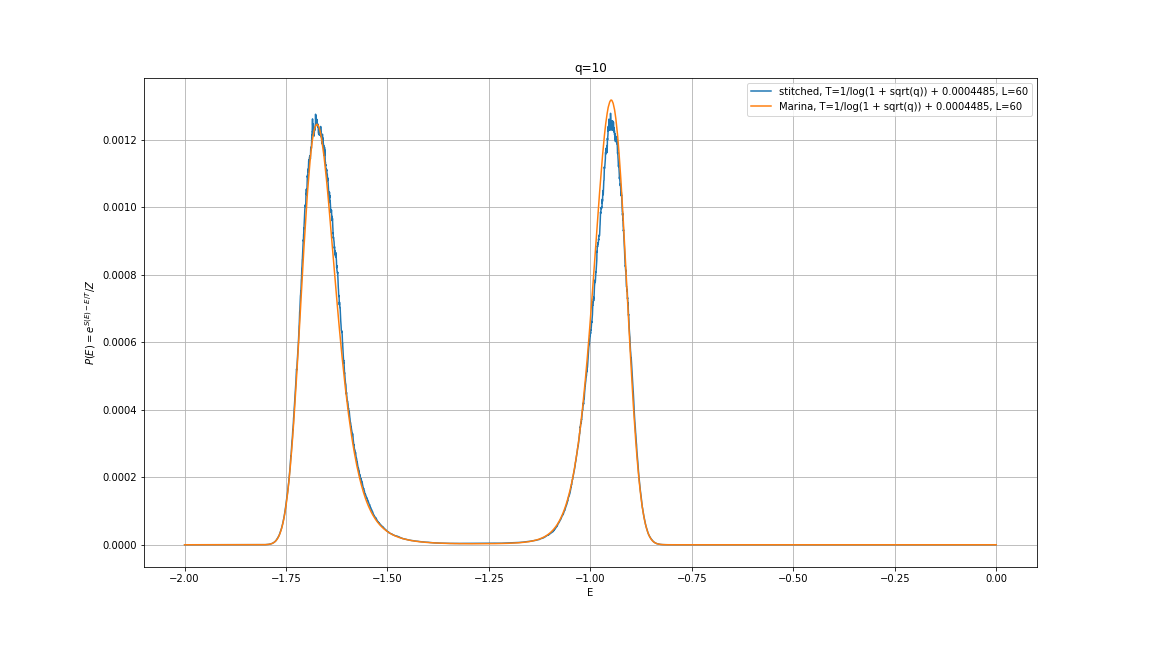 q=10
stitched, T=1/log(1 + sqrt(q)) + 0.0004485, L=60
Marina, T=1/log(1 + sqrt(q)) + 0.0004485, L=60
P(E) = e^{S(E) − E/T}/Z
0.0012
0.0010
0.0008
0.0006
0.0004
0.0002
0.0000
−2.00 −1.75 −1.50 −1.25 −1.00 −0.75 −0.50 −0.25 0.00
E